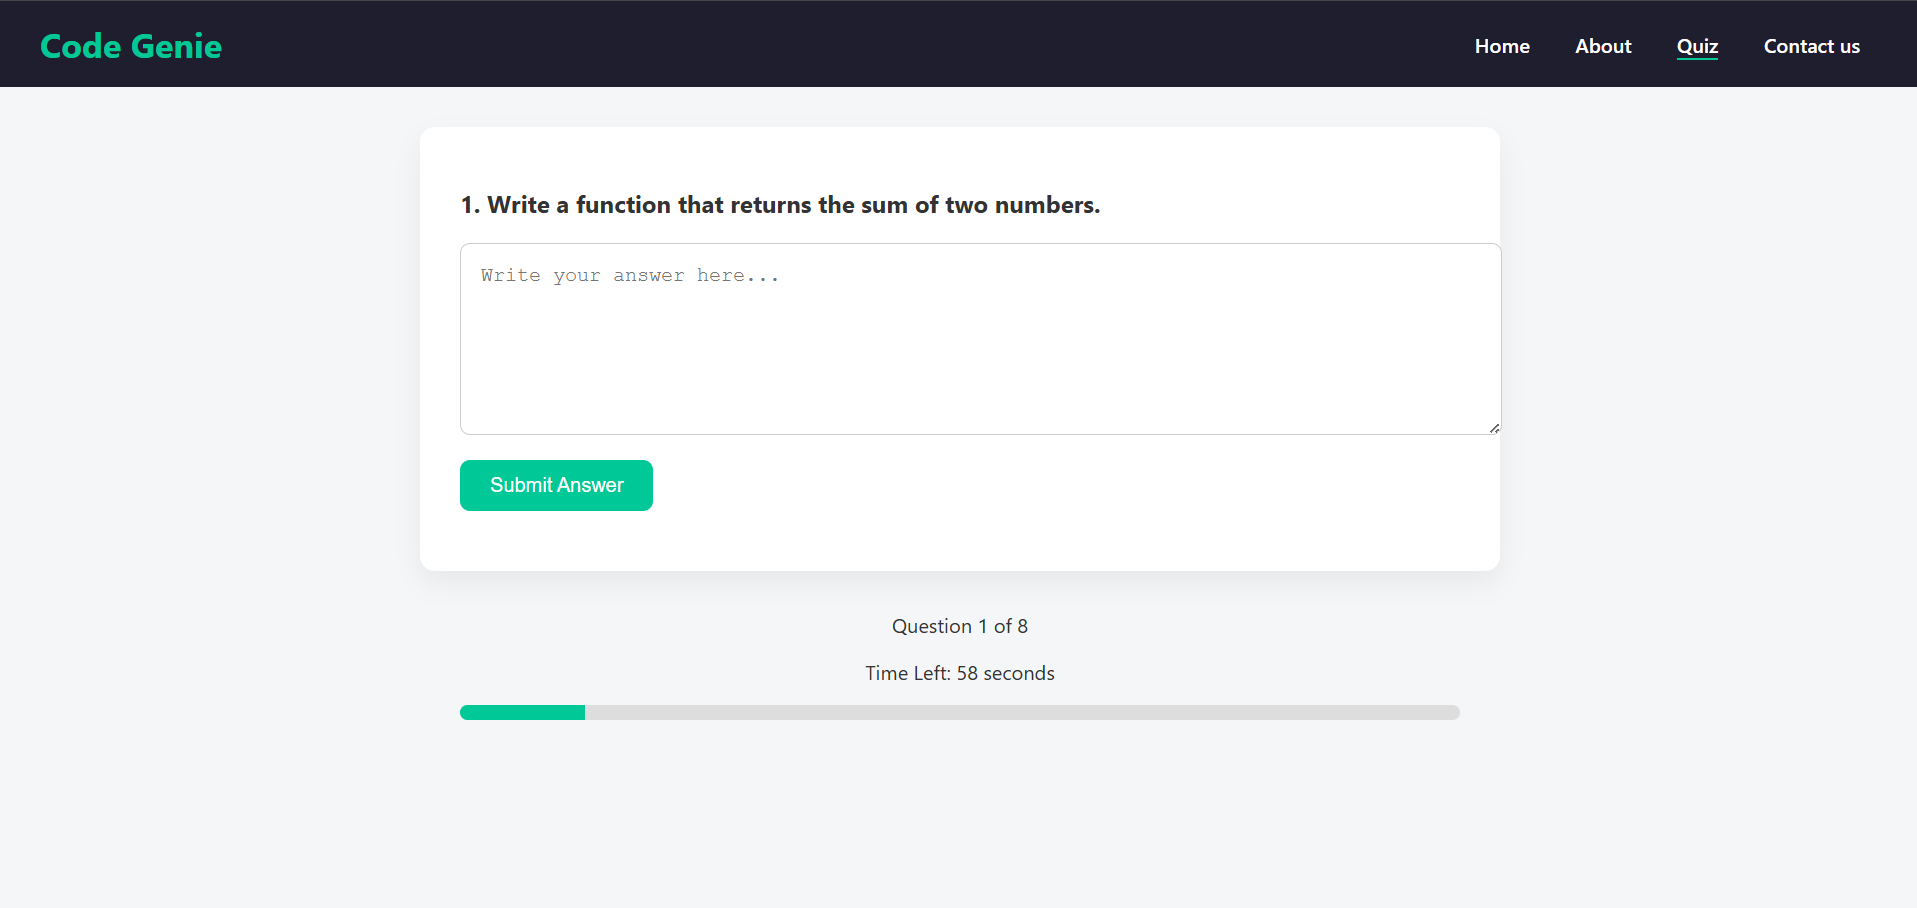 Code Genie
Home About Quiz Contact us
1. Write a function that returns the sum of two numbers.
Write your answer here...
Submit Answer
Question 1 of 8
Time Left: 58 seconds